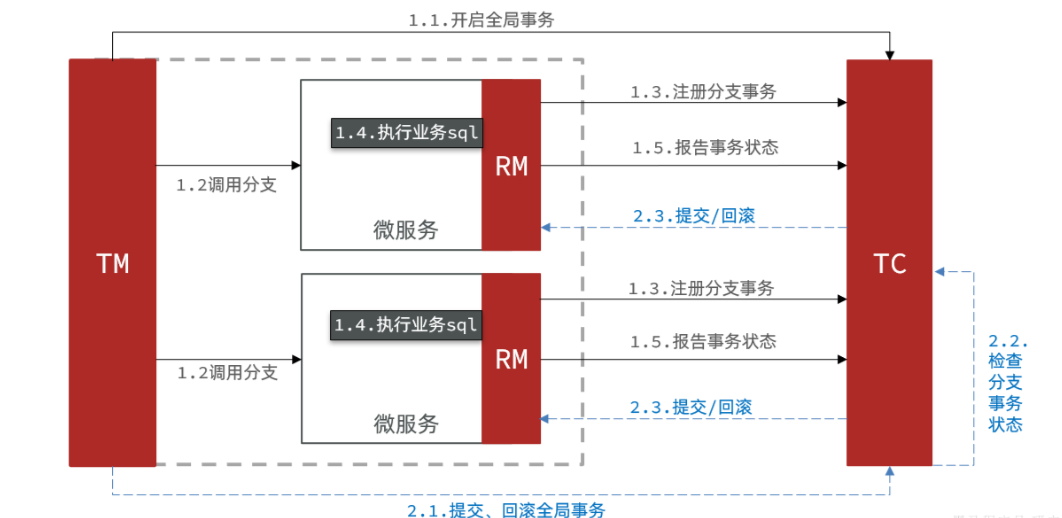 1.1.开启全局事务
1.3.注册分支事务
1.4.执行业务sql
1.5.报告事务状态
RM
1.2调用分支
2.3.提交/回滚
微服务
TM
TC
1.3.注册分支事务
1.4.执行业务sql
1.5.报告事务状态
RM
1.2调用分支
2.3.提交/回滚
微服务
2.2.
检查
分支
事务
状态
2.1.提交、回滚全局事务